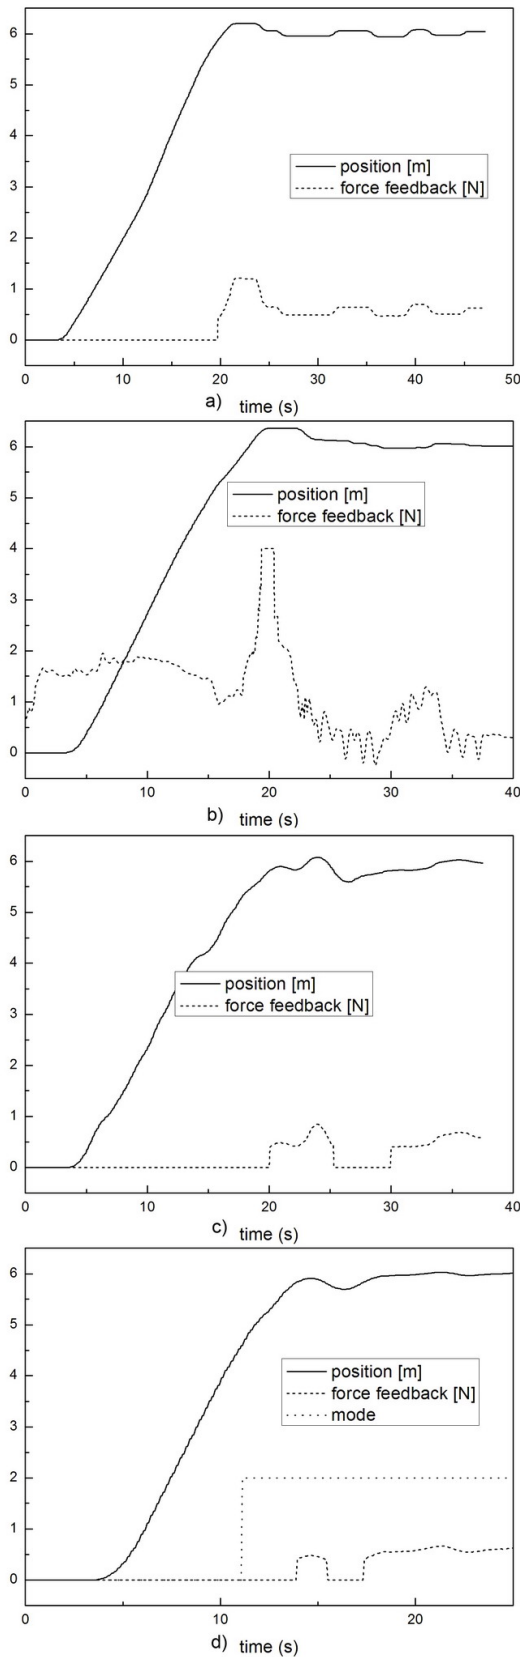 6
5
4
position [m]
force feedback [N]
3
2
1
0
0 10 20 30 40 50
a) time (s)
6
5
position [m]
force feedback [N]
4
3
2
1
0
0 10 20 30 40
b) time (s)
6
5
4
position [m]
force feedback [N]
3
2
1
0
0 10 20 30 40
c) time (s)
6
5
4
position [m]
force feedback [N]
mode
3
2
1
0
0 10 20
d) time (s)